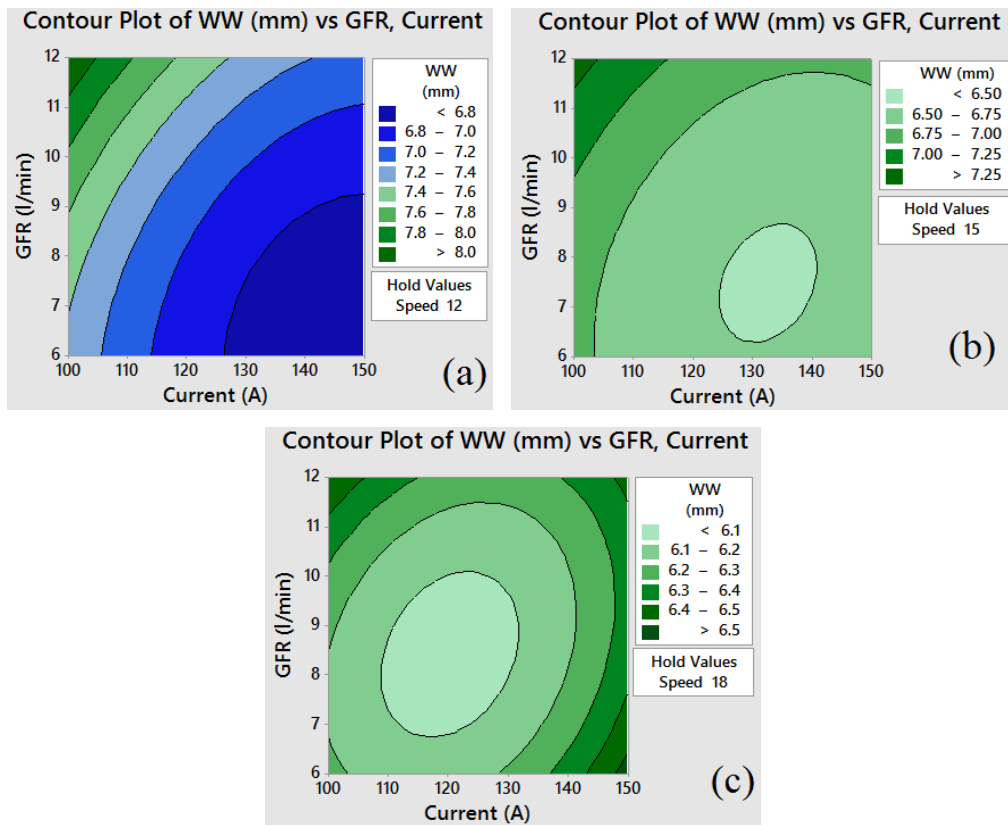 Contour Plot of WW (mm) vs GFR, Current
12
11
10
9
8
7
6
GFR (l/min)
100 110 120 130 140 150
Current (A)
WW
(mm)
< 6.8
6.8 – 7.0
7.0 – 7.2
7.2 – 7.4
7.4 – 7.6
7.6 – 7.8
7.8 – 8.0
> 8.0
Hold Values
Speed 12
(a)
Contour Plot of WW (mm) vs GFR, Current
12
11
10
9
8
7
6
GFR (l/min)
100 110 120 130 140 150
Current (A)
WW (mm)
< 6.50
6.50 – 6.75
6.75 – 7.00
7.00 – 7.25
> 7.25
Hold Values
Speed 15
(b)
Contour Plot of WW (mm) vs GFR, Current
12
11
10
9
8
7
6
GFR (l/min)
100 110 120 130 140 150
Current (A)
WW
(mm)
< 6.1
6.1 – 6.2
6.2 – 6.3
6.3 – 6.4
6.4 – 6.5
> 6.5
Hold Values
Speed 18
(c)